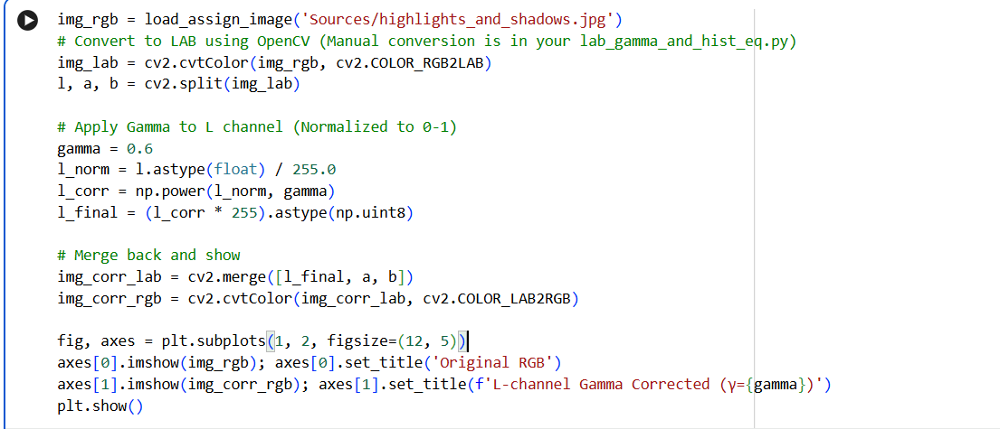 img_rgb = load_assign_image('Sources/highlights_and_shadows.jpg')
# Convert to LAB using OpenCV (Manual conversion is in your lab_gamma_and_hist_eq.py)
img_lab = cv2.cvtColor(img_rgb, cv2.COLOR_RGB2LAB)
l, a, b = cv2.split(img_lab)
# Apply Gamma to L channel (Normalized to 0-1)
gamma = 0.6
l_norm = l.astype(float) / 255.0
l_corr = np.power(l_norm, gamma)
l_final = (l_corr * 255).astype(np.uint8)
# Merge back and show
img_corr_lab = cv2.merge([l_final, a, b])
img_corr_rgb = cv2.cvtColor(img_corr_lab, cv2.COLOR_LAB2RGB)
fig, axes = plt.subplots(1, 2, figsize=(12, 5))
axes[0].imshow(img_rgb); axes[0].set_title('Original RGB')
axes[1].imshow(img_corr_rgb); axes[1].set_title(f'L-channel Gamma Corrected (γ={gamma})')
plt.show()